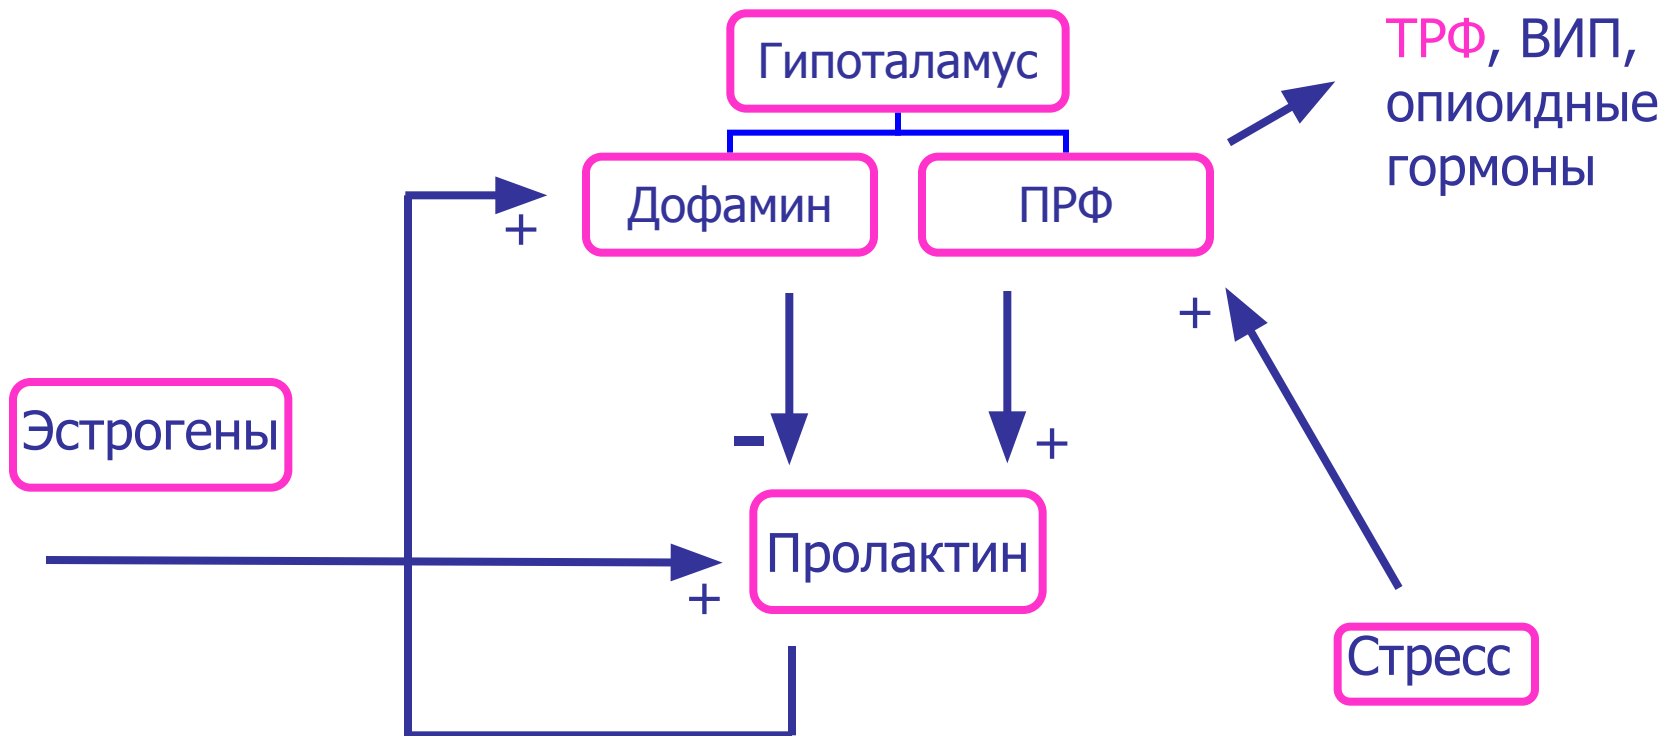 Гипоталамус
ТРФ, ВИП,
опиоидные
гормоны
Дофамин
ПРФ
+
+
Эстрогены
-
+
Пролактин
+
Стресс